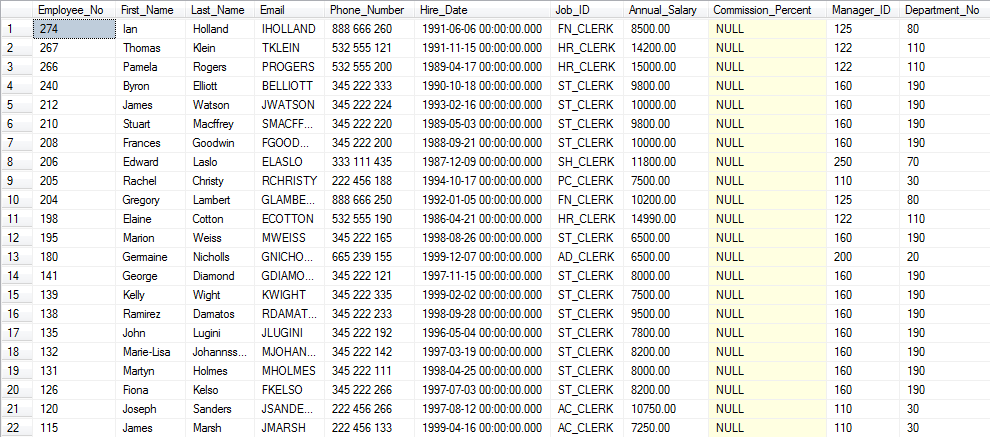 Employee_No First_Name Last_Name Email Phone_Number Hire_Date Job_ID Annual_Salary Commission_Percent Manager_ID Department_No
1 274 Ian Holland IHOLLAND 888 666 260 1991-06-06 00:00:00.000 FN_CLERK 8500.00 NULL 125 80
2 267 Thomas Klein TKLEIN 532 555 121 1991-11-15 00:00:00.000 HR_CLERK 14200.00 NULL 122 110
3 266 Pamela Rogers PROGERS 532 555 200 1989-04-17 00:00:00.000 HR_CLERK 15000.00 NULL 122 110
4 240 Byron Elliott BELLIOTT 345 222 333 1990-10-18 00:00:00.000 ST_CLERK 9800.00 NULL 160 190
5 212 James Watson JWATSON 345 222 224 1993-02-16 00:00:00.000 ST_CLERK 10000.00 NULL 160 190
6 210 Stuart Macffrey SMACFF... 345 222 220 1989-05-03 00:00:00.000 ST_CLERK 9800.00 NULL 160 190
7 208 Frances Goodwin FGOOD... 345 222 200 1988-09-21 00:00:00.000 ST_CLERK 10000.00 NULL 160 190
8 206 Edward Laslo ELASLO 333 111 435 1987-12-09 00:00:00.000 SH_CLERK 11800.00 NULL 250 70
9 205 Rachel Christy RCHRISTY 222 456 188 1994-10-17 00:00:00.000 PC_CLERK 7500.00 NULL 110 30
10 204 Gregory Lambert GLAMBE... 888 666 250 1992-01-05 00:00:00.000 FN_CLERK 10200.00 NULL 125 80
11 198 Elaine Cotton ECOTTON 532 555 190 1986-04-21 00:00:00.000 HR_CLERK 14990.00 NULL 122 110
12 195 Marion Weiss MWEISS 345 222 165 1998-08-26 00:00:00.000 ST_CLERK 6500.00 NULL 160 190
13 180 Germaine Nicholls GNICHO... 665 239 155 1999-12-07 00:00:00.000 AD_CLERK 6500.00 NULL 200 20
14 141 George Diamond GDIAMO... 345 222 121 1997-11-15 00:00:00.000 ST_CLERK 8000.00 NULL 160 190
15 139 Kelly Wight KWIGHT 345 222 335 1999-02-02 00:00:00.000 ST_CLERK 7500.00 NULL 160 190
16 138 Ramirez Damatos RDAMAT... 345 222 233 1998-09-28 00:00:00.000 ST_CLERK 9500.00 NULL 160 190
17 135 John Lugini JLUGINI 345 222 192 1996-05-04 00:00:00.000 ST_CLERK 7800.00 NULL 160 190
18 132 Marie-Lisa Johannss... MJOHAN... 345 222 142 1997-03-19 00:00:00.000 ST_CLERK 8200.00 NULL 160 190
19 131 Martyn Holmes MHOLMES 345 222 111 1998-04-25 00:00:00.000 ST_CLERK 8000.00 NULL 160 190
20 126 Fiona Kelso FKELSO 345 222 266 1997-07-03 00:00:00.000 ST_CLERK 8200.00 NULL 160 190
21 120 Joseph Sanders JSANDE... 222 456 266 1997-08-12 00:00:00.000 AC_CLERK 10750.00 NULL 110 30
22 115 James Marsh JMARSH 222 456 133 1999-04-16 00:00:00.000 AC_CLERK 7250.00 NULL 110 30